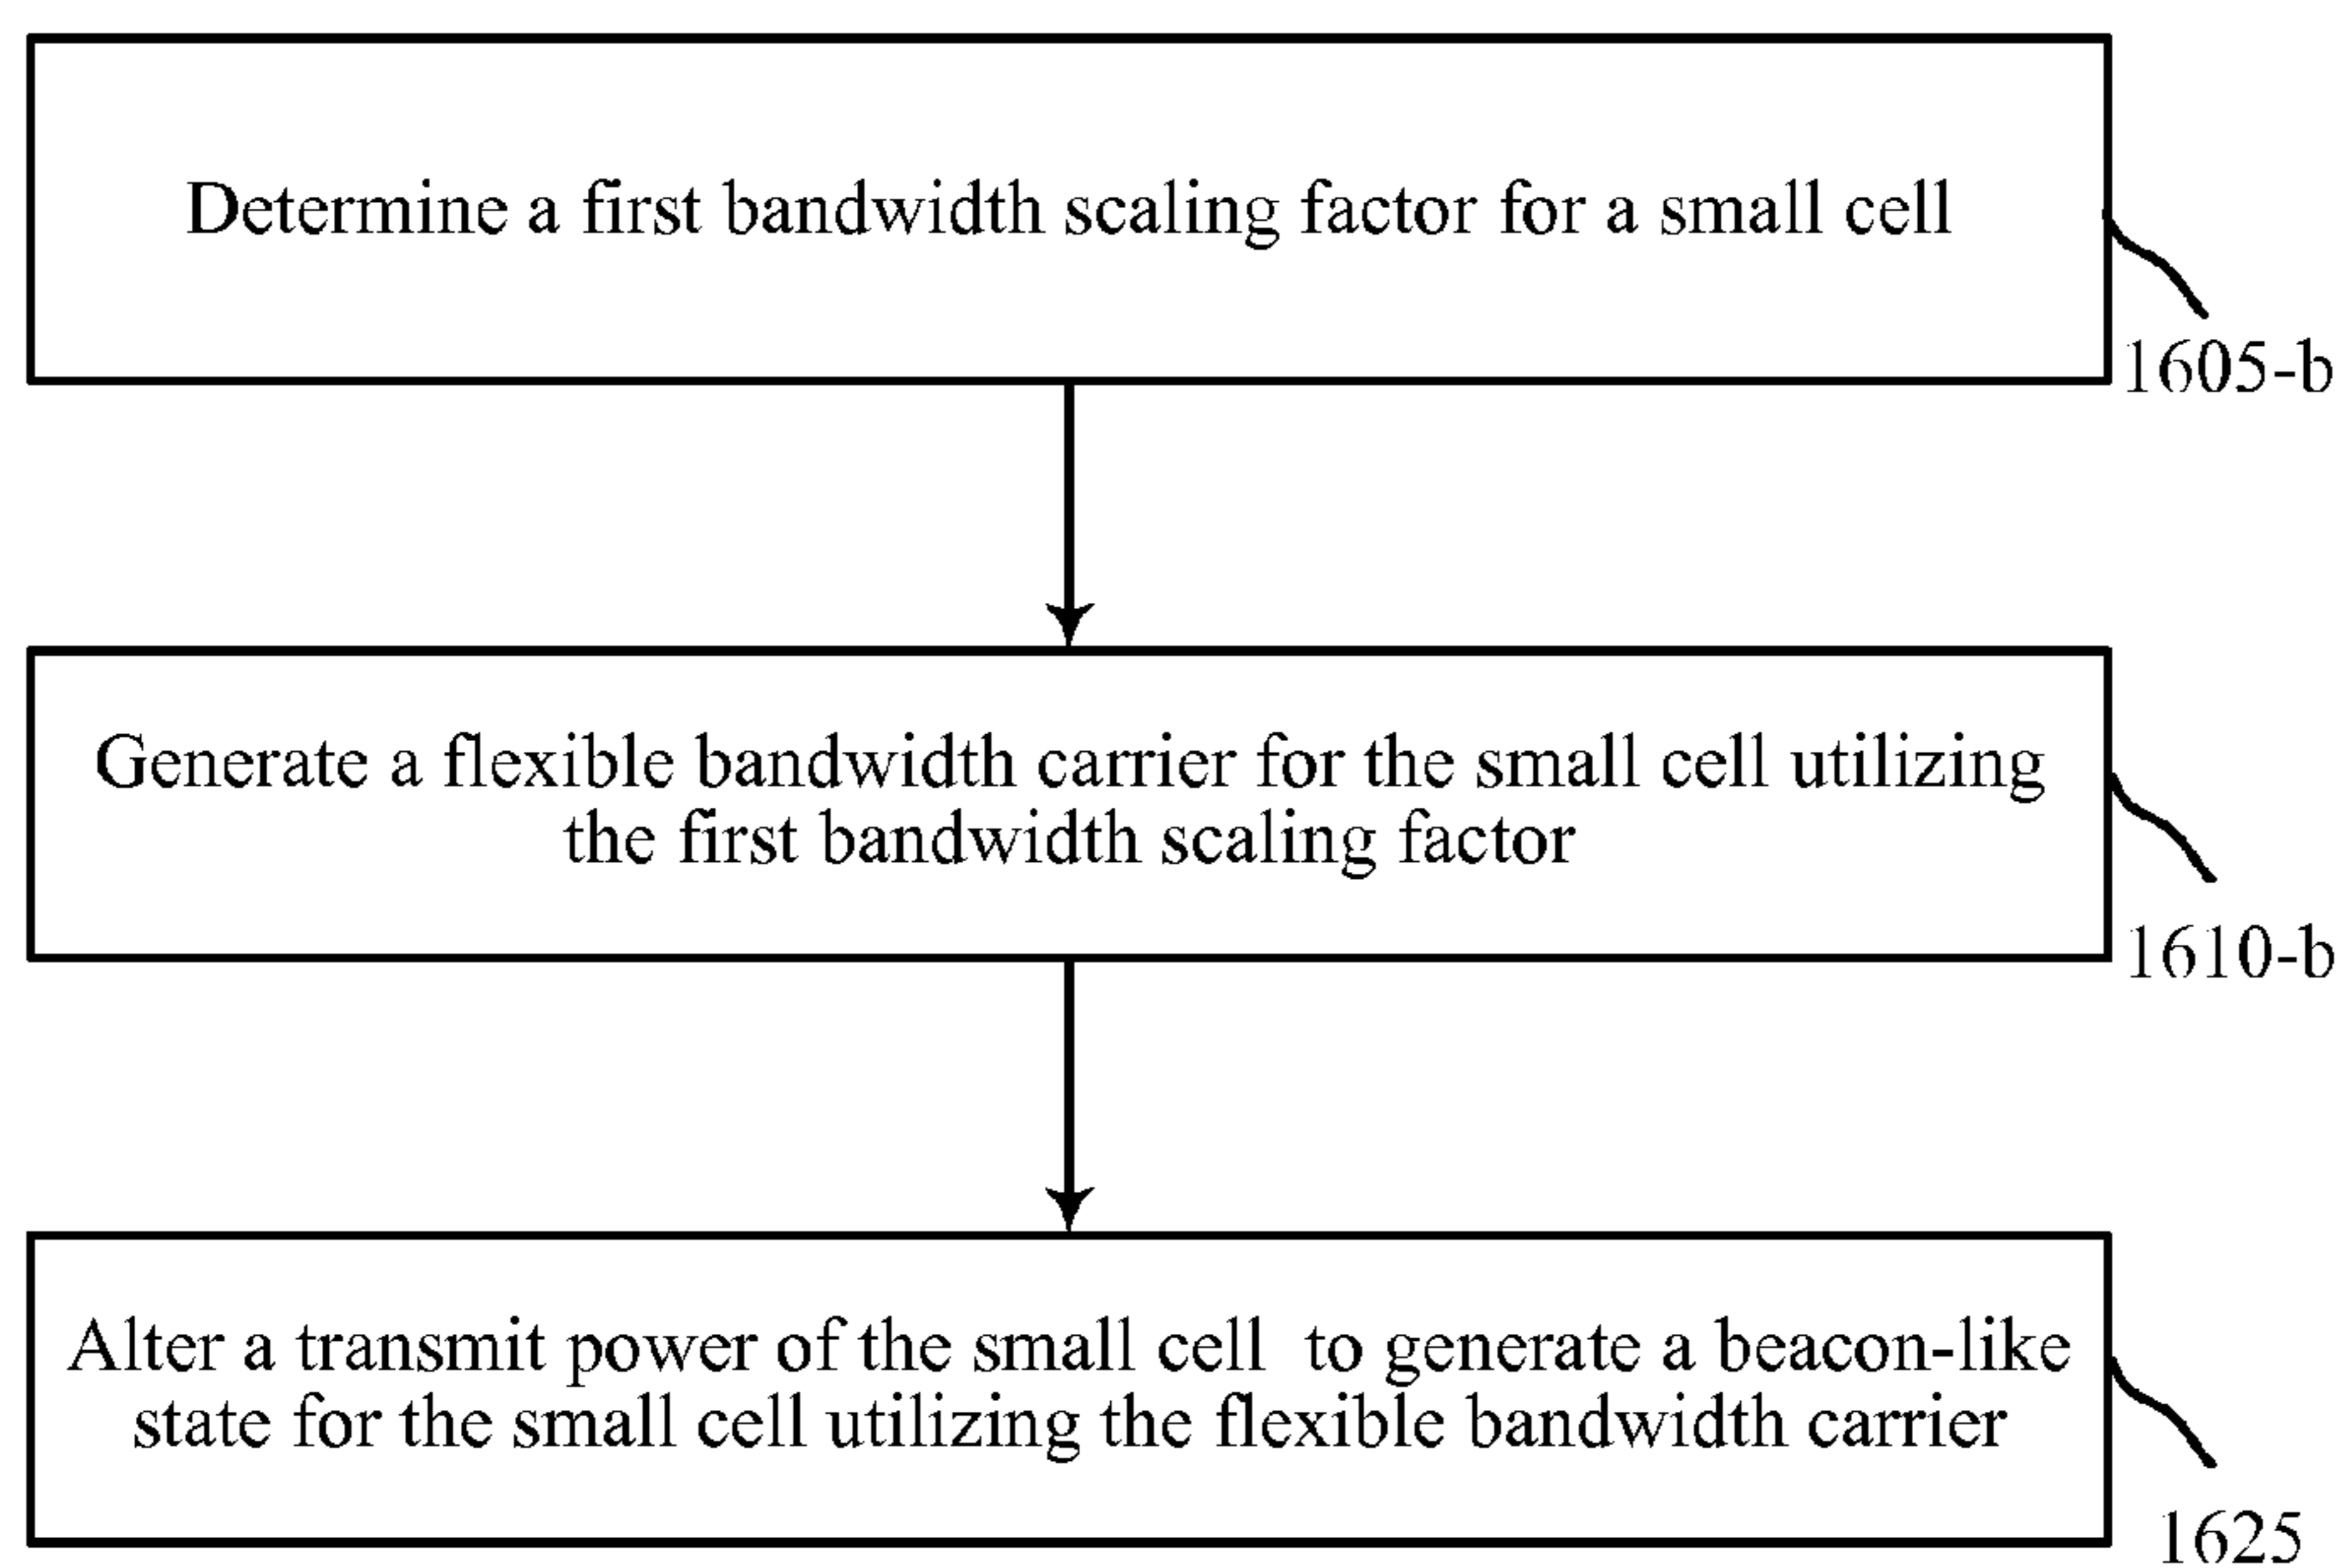 Determine a first bandwidth scaling factor for a small cell
1605-b
Generate a flexible bandwidth carrier for the small cell utilizing
the first bandwidth scaling factor
1610-b
Alter a transmit power of the small cell to generate a beacon-like
state for the small cell utilizing the flexible bandwidth carrier
1625